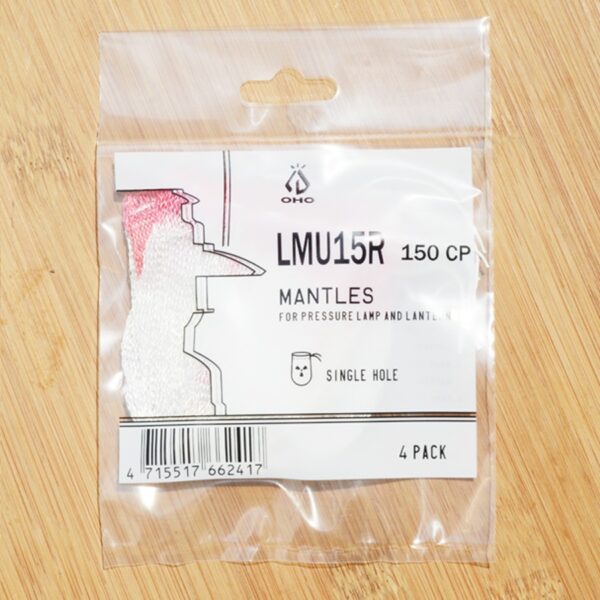 OHO
LMU15R 150 CP
MANTLES
FOR PRESSURE LAMP AND LANTERN
SINGLE HOLE
4 PACK
4 715517 662417